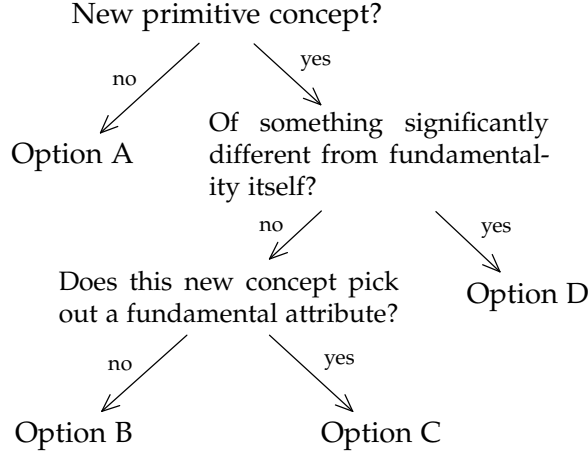 New primitive concept?
no
yes
Option A
Of something significantly
different from fundamental-
ity itself?
no
yes
Does this new concept pick
out a fundamental attribute?
Option D
no
yes
Option B
Option C